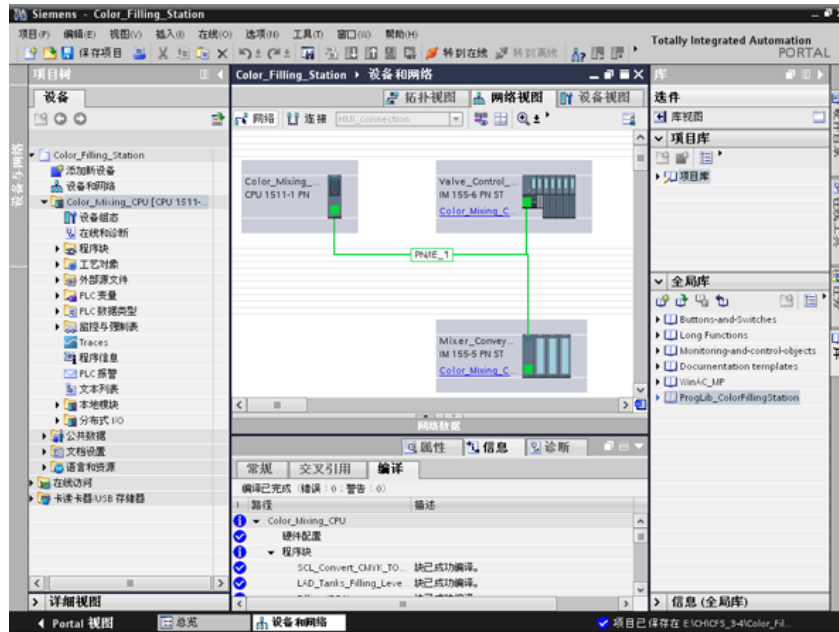 Siemens - Color_Filling_Station
项目(P) 编辑(E) 视图(V) 插入(I) 在线(O) 选项(N) 工具(T) 窗口(W) 帮助(H)
Totally Integrated Automation
PORTAL
保存项目 转到在线 转到离线
项目树
设备
设备与网络
Color_Filling_Station
添加新设备
设备和网络
Color_Mixing_CPU [CPU 1511-...
设备组态
在线和诊断
程序块
工艺对象
外部源文件
PLC 变量
PLC 数据类型
监控与强制表
Traces
程序信息
PLC 报警
文本列表
本地模块
分布式 I/O
公共数据
文档设置
语言和资源
在线访问
读卡器/USB 存储器
详细视图
Color_Filling_Station ▸ 设备和网络
拓扑视图 网络视图 设备视图
网络 连接 HMI_connection
Color_Mixing_...
CPU 1511-1 PN
Valve_Control_...
IM 155-6 PN ST
Color_Mixing_C...
PN/IE_1
Mixer_Convey...
IM 155-5 PN ST
Color_Mixing_C...
网络数据
属性 信息 诊断
常规 交叉引用 编译
编译已完成（错误：0；警告：0）
! 路径 描述
Color_Mixing_CPU
硬件配置
程序块
SCL_Convert_CMYK_TO... 块已成功编译。
LAD_Tanks_Filling_Leve... 块已成功编译。
库
选件
库视图
项目库
项目库
全局库
Buttons-and-Switches
Long Functions
Monitoring-and-control-objects
Documentation templates
WinAC_MP
ProgLib_ColorFillingStation
信息 (全局库)
Portal 视图 总览 设备和网络 项目已保存在 E:\CH\CFS_3-4\Color_Fil...